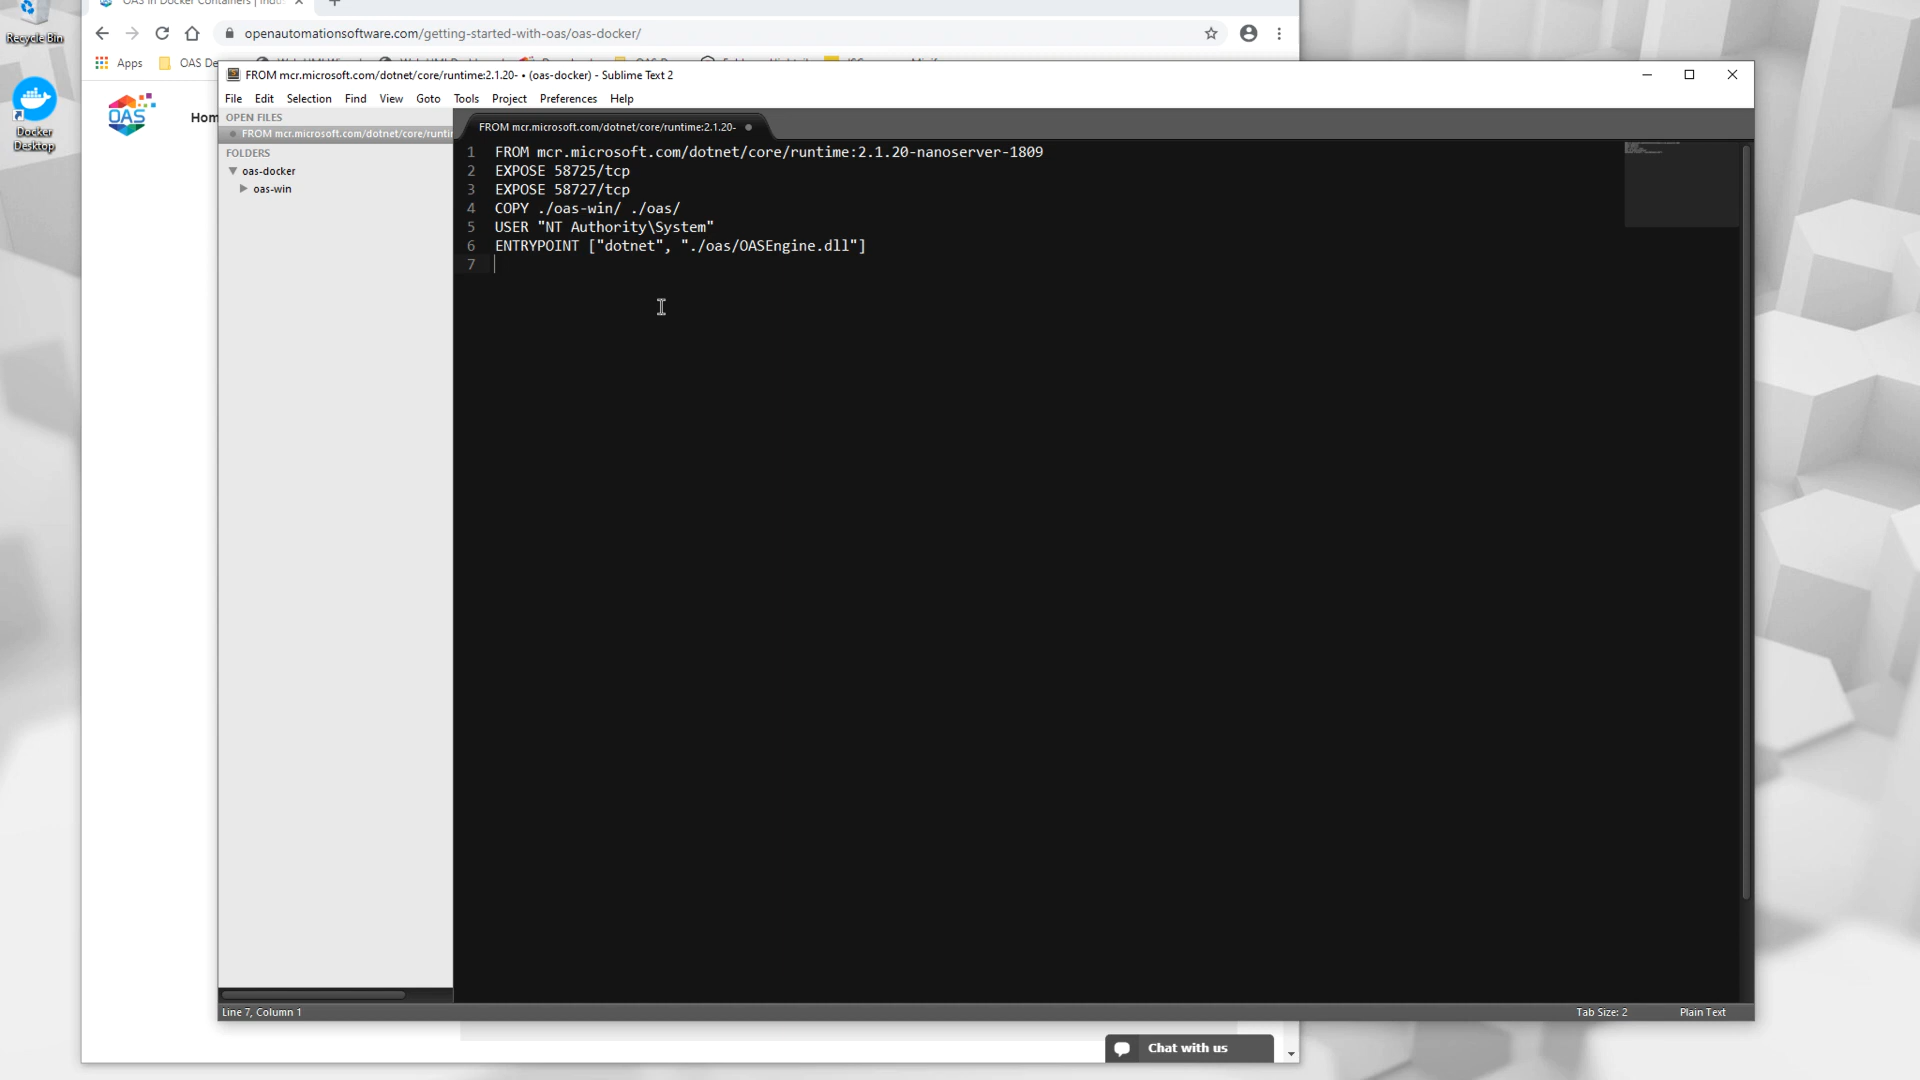 Recycle Bin
OAS in Docker Containers | Indu
openautomationsoftware.com/getting-started-with-oas/oas-docker/
Apps
OAS De
Docker
Desktop
OAS
Hom
FROM mcr.microsoft.com/dotnet/core/runtime:2.1.20- • (oas-docker) - Sublime Text 2
File Edit Selection Find View Goto Tools Project Preferences Help
OPEN FILES
FROM mcr.microsoft.com/dotnet/core/runtin
FOLDERS
oas-docker
oas-win
FROM mcr.microsoft.com/dotnet/core/runtime:2.1.20-
1 FROM mcr.microsoft.com/dotnet/core/runtime:2.1.20-nanoserver-1809
2 EXPOSE 58725/tcp
3 EXPOSE 58727/tcp
4 COPY ./oas-win/ ./oas/
5 USER "NT Authority\System"
6 ENTRYPOINT ["dotnet", "./oas/OASEngine.dll"]
7
Line 7, Column 1
Tab Size: 2
Plain Text
Chat with us